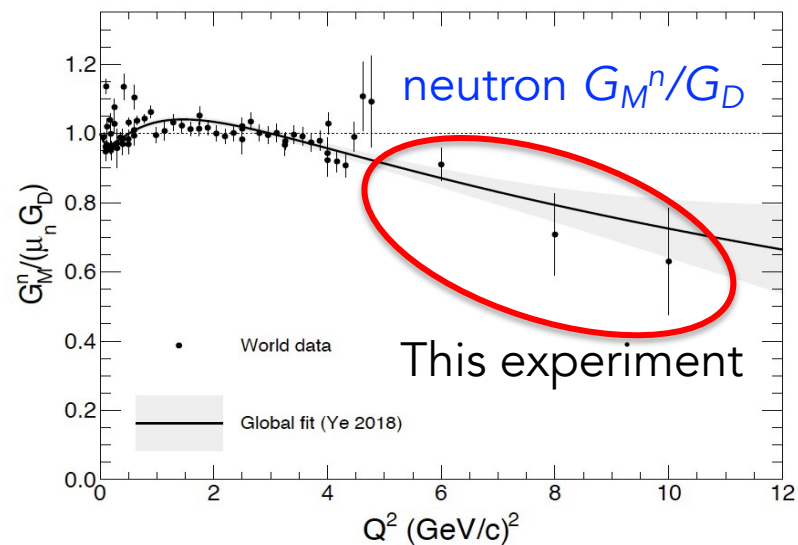 neutron G_M^n/G_D
G_M^n/(μ_n G_D)
1.2
1.0
0.8
0.6
0.4
0.2
0.0
World data
This experiment
Global fit (Ye 2018)
0 2 4 6 8 10 12
Q² (GeV/c)²